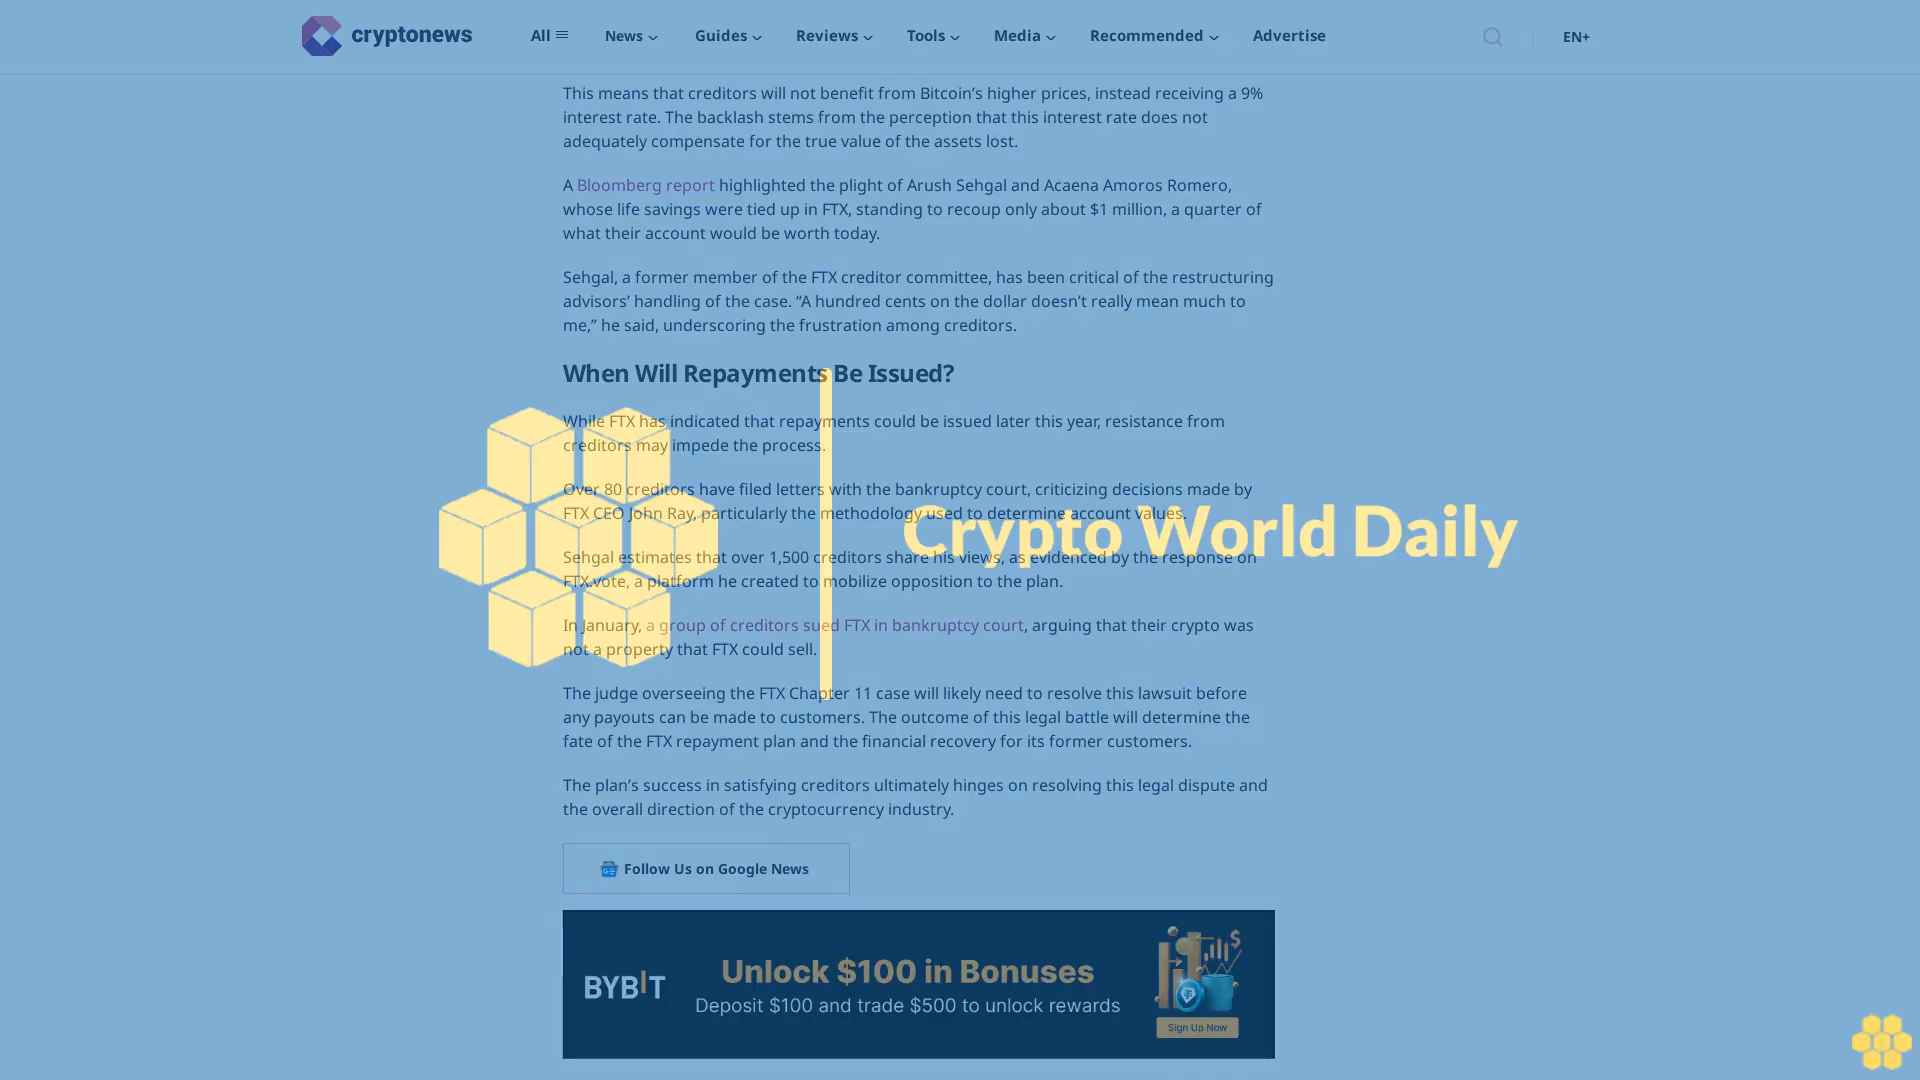 cryptonews All News Guides Reviews Tools Media Recommended Advertise EN+
This means that creditors will not benefit from Bitcoin’s higher prices, instead receiving a 9%
interest rate. The backlash stems from the perception that this interest rate does not
adequately compensate for the true value of the assets lost.
A Bloomberg report highlighted the plight of Arush Sehgal and Acaena Amoros Romero,
whose life savings were tied up in FTX, standing to recoup only about $1 million, a quarter of
what their account would be worth today.
Sehgal, a former member of the FTX creditor committee, has been critical of the restructuring
advisors’ handling of the case. “A hundred cents on the dollar doesn’t really mean much to
me,” he said, underscoring the frustration among creditors.
When Will Repayments Be Issued?
While FTX has indicated that repayments could be issued later this year, resistance from
creditors may impede the process.
Over 80 creditors have filed letters with the bankruptcy court, criticizing decisions made by
FTX CEO John Ray, particularly the methodology used to determine account values.
Crypto World Daily
Sehgal estimates that over 1,500 creditors share his views, as evidenced by the response on
FTX.vote, a platform he created to mobilize opposition to the plan.
In January, a group of creditors sued FTX in bankruptcy court, arguing that their crypto was
not a property that FTX could sell.
The judge overseeing the FTX Chapter 11 case will likely need to resolve this lawsuit before
any payouts can be made to customers. The outcome of this legal battle will determine the
fate of the FTX repayment plan and the financial recovery for its former customers.
The plan’s success in satisfying creditors ultimately hinges on resolving this legal dispute and
the overall direction of the cryptocurrency industry.
Follow Us on Google News
BYBIT
Unlock $100 in Bonuses
Deposit $100 and trade $500 to unlock rewards
Sign Up Now